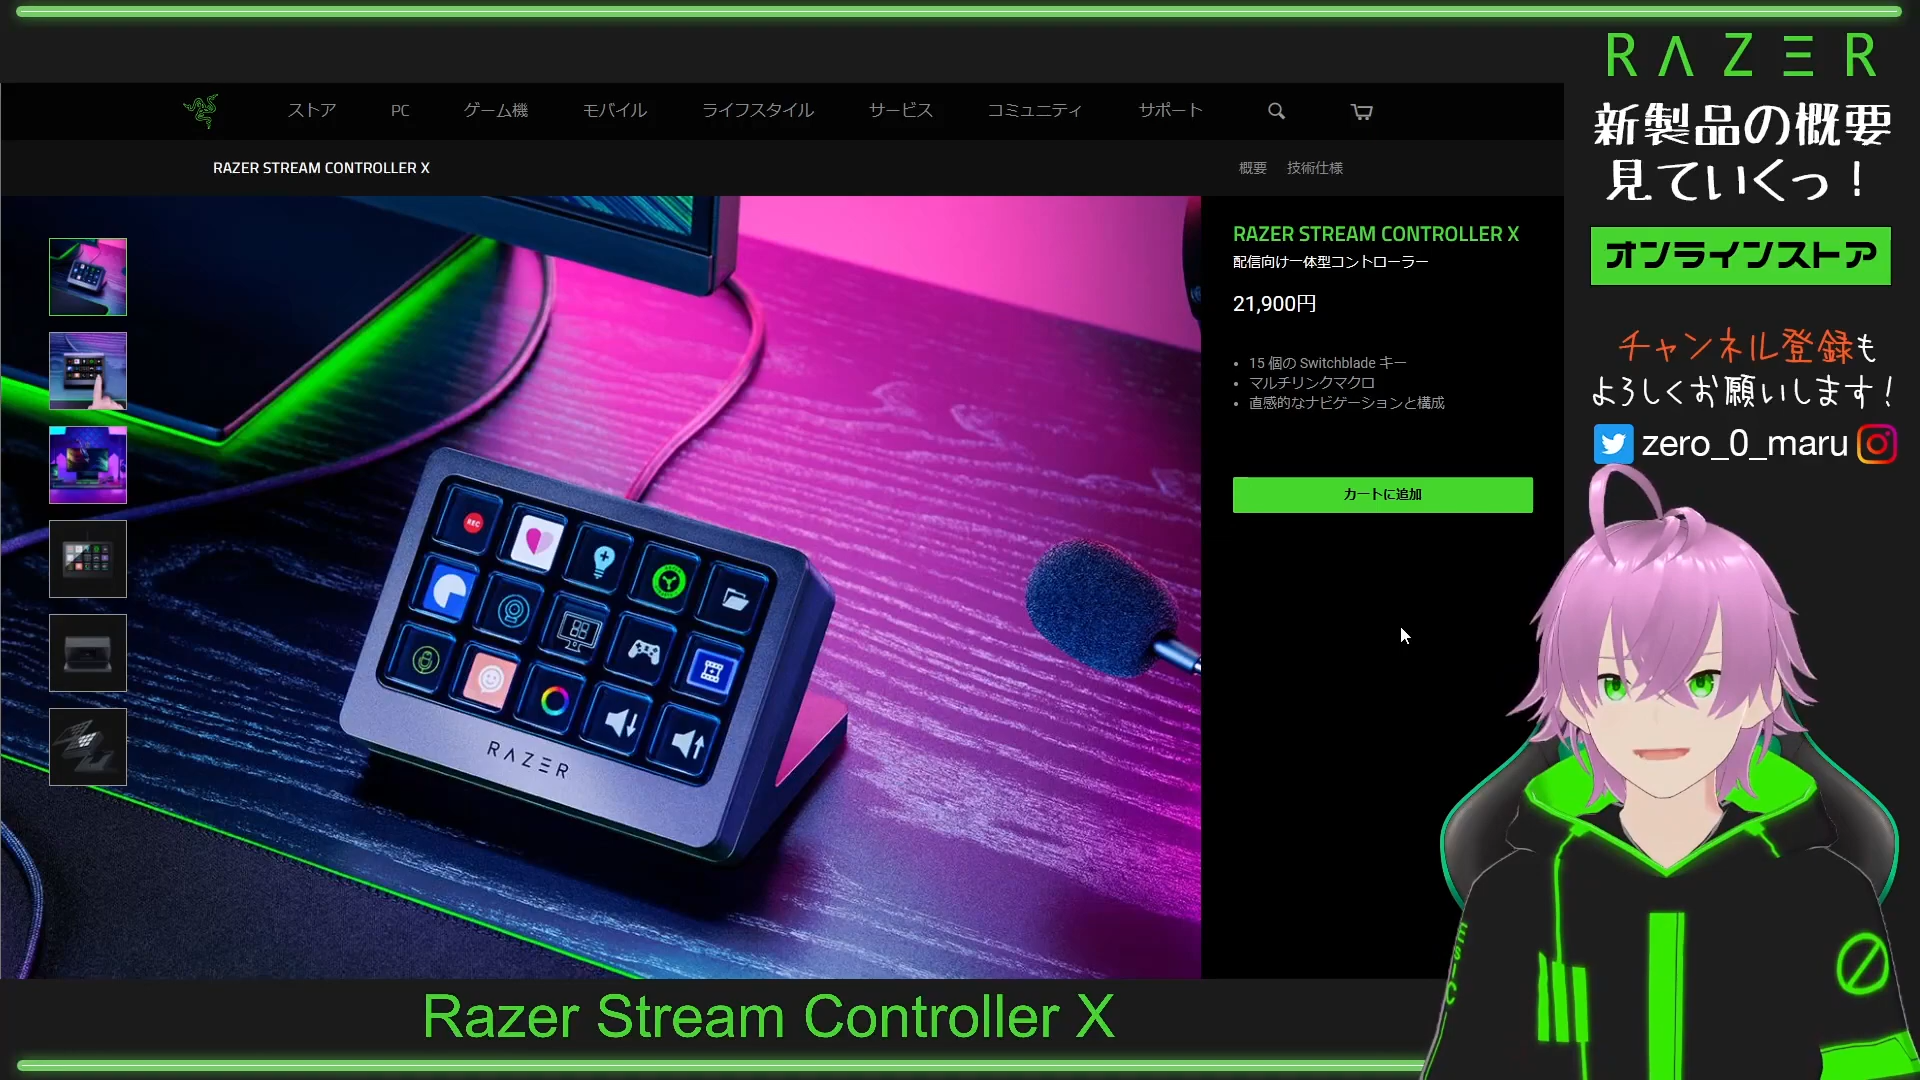 RAZER
新製品の概要
見ていくっ！
オンラインストア
チャンネル登録も
よろしくお願いします！
zero_0_maru
ストア PC ゲーム機 モバイル ライフスタイル サービス コミュニティ サポート
RAZER STREAM CONTROLLER X
概要 技術仕様
RAZER STREAM CONTROLLER X
配信向け一体型コントローラー
21,900円
15 個の Switchblade キー
マルチリンクマクロ
直感的なナビゲーションと構成
カートに追加
REC
RAZER
Razer Stream Controller X